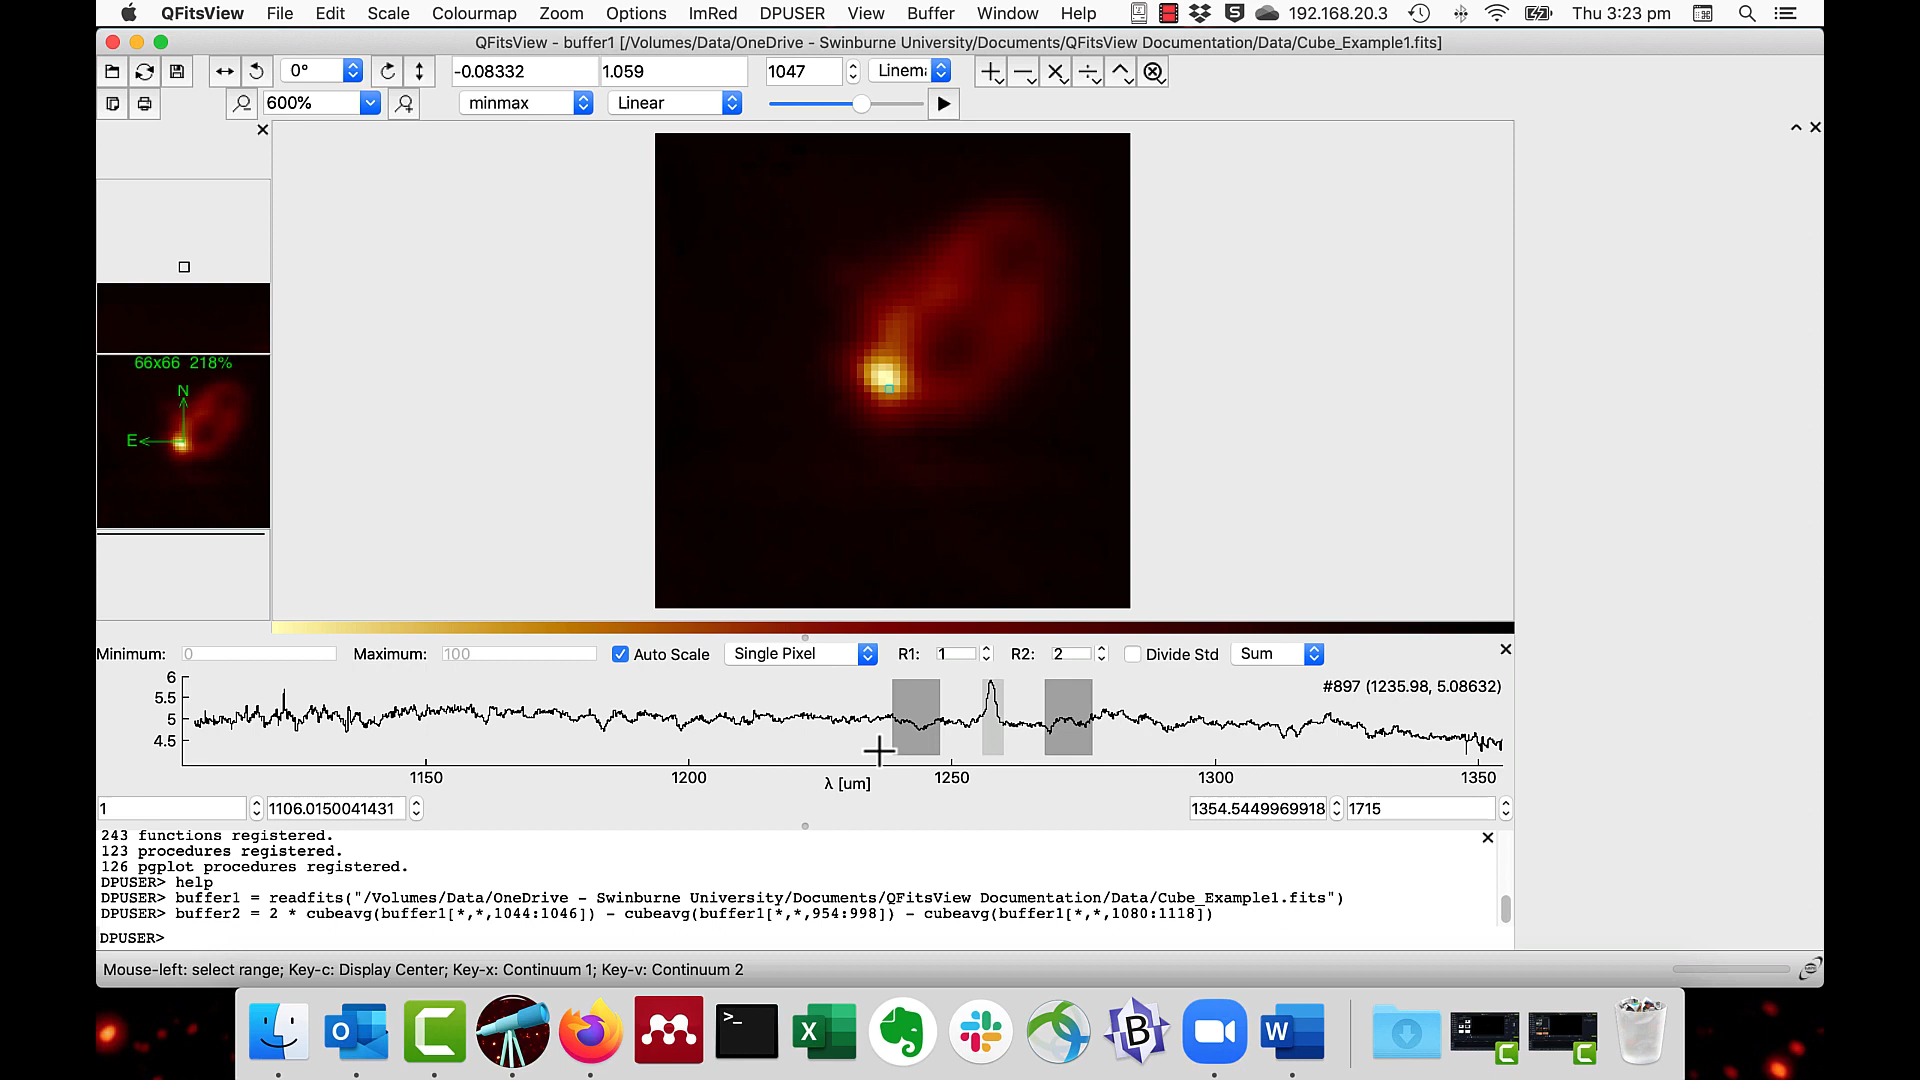 QFitsView File Edit Scale Colourmap Zoom Options ImRed DPUSER View Buffer Window Help 192.168.20.3 Thu 3:23 pm
QFitsView - buffer1 [/Volumes/Data/OneDrive - Swinburne University/Documents/QFitsView Documentation/Data/Cube_Example1.fits]
0° -0.08332 1.059 1047 Linema
600% minmax Linear
66x66 218%
N
E
Minimum: 0 Maximum: 100 Auto Scale Single Pixel R1: 1 R2: 2 Divide Std Sum
#897 (1235.98, 5.08632)
6
5.5
5
4.5
1150 1200 1250 1300 1350
λ [um]
1 1106.0150041431 1354.5449969918 1715
243 functions registered.
123 procedures registered.
126 pgplot procedures registered.
DPUSER> help
DPUSER> buffer1 = readfits("/Volumes/Data/OneDrive - Swinburne University/Documents/QFitsView Documentation/Data/Cube_Example1.fits")
DPUSER> buffer2 = 2 * cubeavg(buffer1[*,*,1044:1046]) - cubeavg(buffer1[*,*,954:998]) - cubeavg(buffer1[*,*,1080:1118])
DPUSER>
Mouse-left: select range; Key-c: Display Center; Key-x: Continuum 1; Key-v: Continuum 2